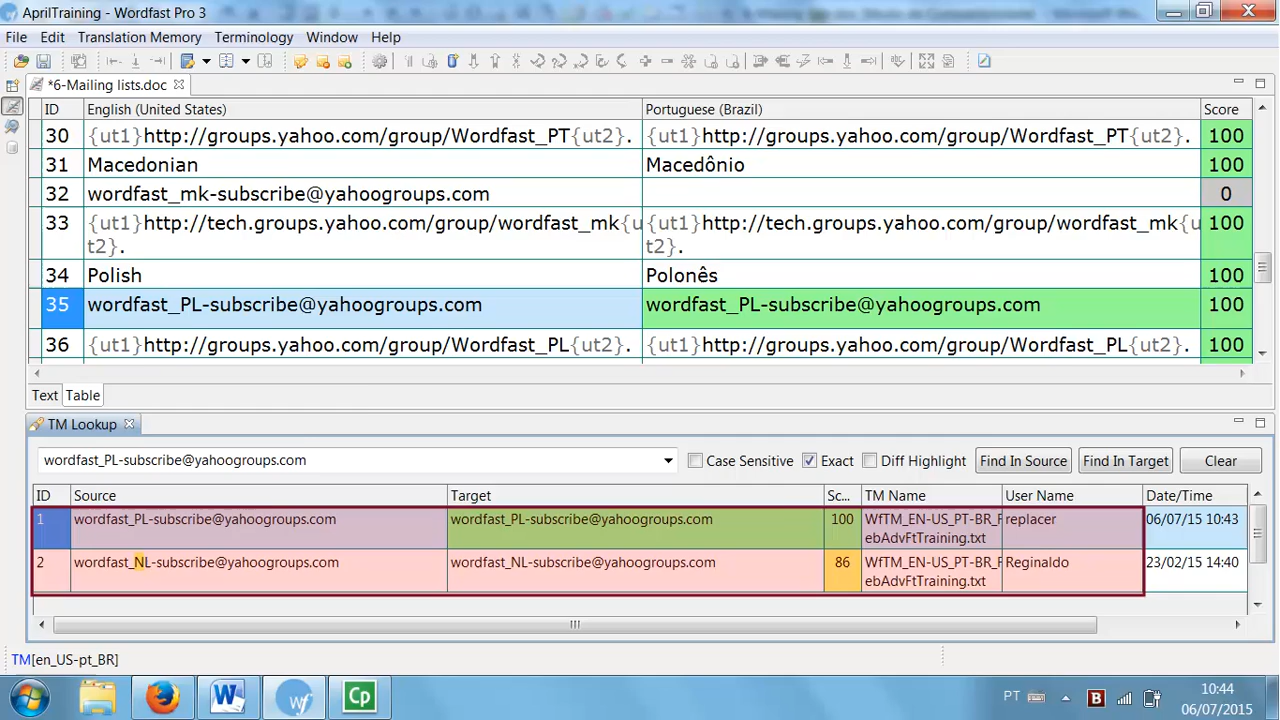 AprilTraining - Wordfast Pro 3
File Edit Translation Memory Terminology Window Help
*6-Mailing lists.doc
ID English (United States) Portuguese (Brazil) Score
30 {ut1}http://groups.yahoo.com/group/Wordfast_PT{ut2}. {ut1}http://groups.yahoo.com/group/Wordfast_PT{ut2}. 100
31 Macedonian Macedônio 100
32 wordfast_mk-subscribe@yahoogroups.com 0
33 {ut1}http://tech.groups.yahoo.com/group/wordfast_mk{u {ut1}http://tech.groups.yahoo.com/group/wordfast_mk{u 100
t2}. t2}.
34 Polish Polonês 100
35 wordfast_PL-subscribe@yahoogroups.com wordfast_PL-subscribe@yahoogroups.com 100
36 {ut1}http://groups.yahoo.com/group/Wordfast_PL{ut2}. {ut1}http://groups.yahoo.com/group/Wordfast_PL{ut2}. 100
Text Table
TM Lookup
wordfast_PL-subscribe@yahoogroups.com Case Sensitive Exact Diff Highlight Find In Source Find In Target Clear
ID Source Target Sc... TM Name User Name Date/Time
1 wordfast_PL-subscribe@yahoogroups.com wordfast_PL-subscribe@yahoogroups.com 100 WfTM_EN-US_PT-BR_F replacer 06/07/15 10:43
ebAdvFtTraining.txt
2 wordfast_NL-subscribe@yahoogroups.com wordfast_NL-subscribe@yahoogroups.com 86 WfTM_EN-US_PT-BR_F Reginaldo 23/02/15 14:40
ebAdvFtTraining.txt
TM[en_US-pt_BR]
PT 10:44
06/07/2015